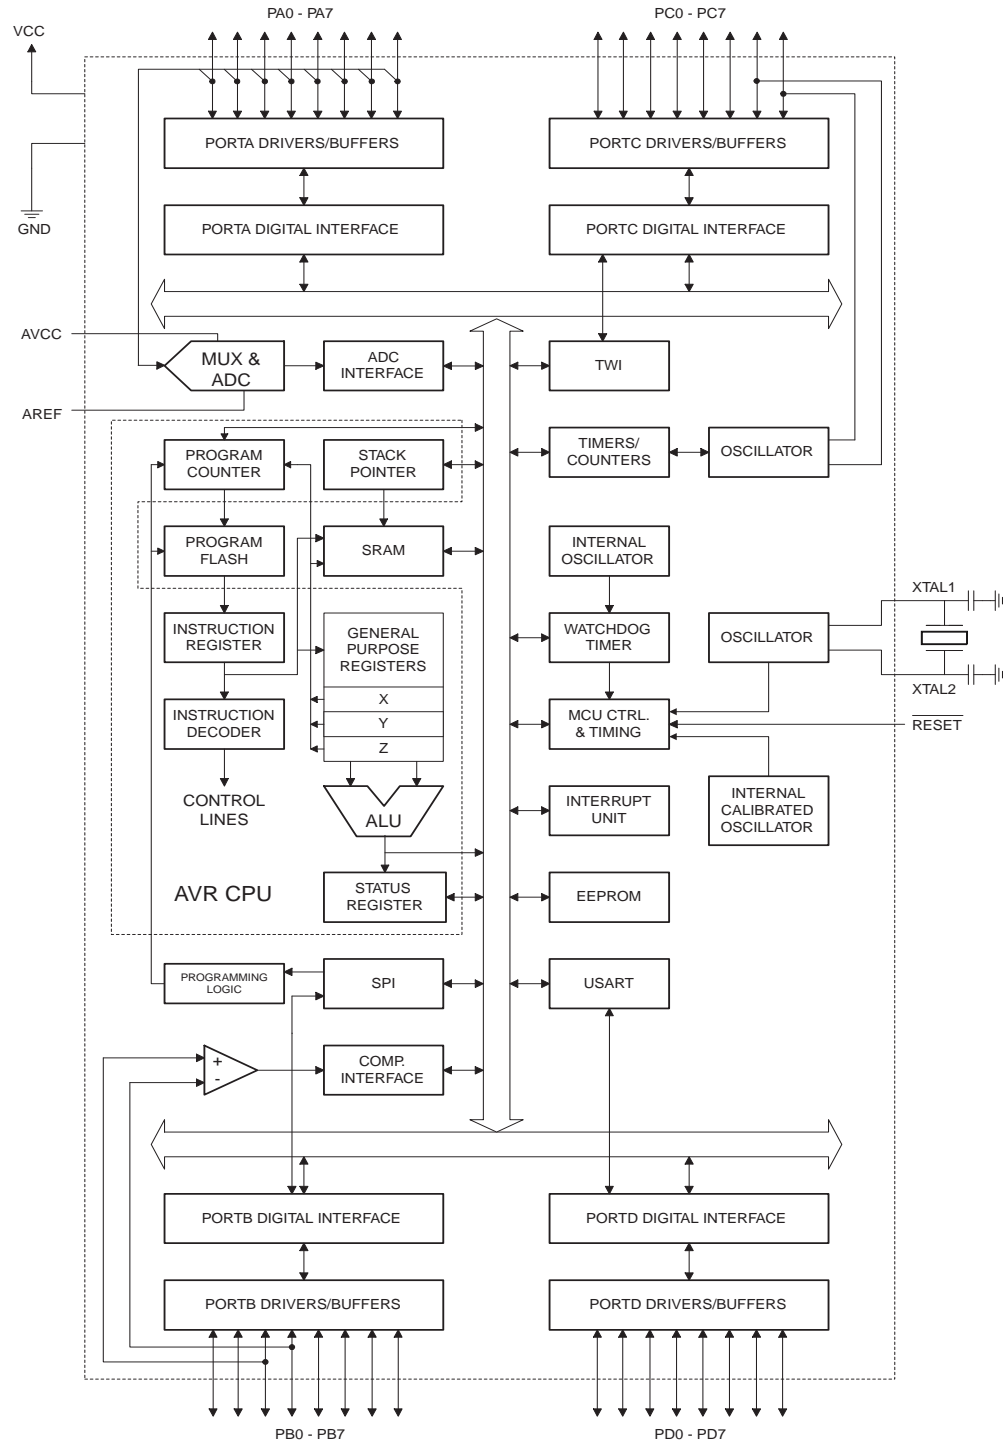 PA0 - PA7
PC0 - PC7
VCC
PORTA DRIVERS/BUFFERS
PORTC DRIVERS/BUFFERS
PORTA DIGITAL INTERFACE
PORTC DIGITAL INTERFACE
GND
AVCC
MUX &
ADC
ADC
INTERFACE
TWI
AREF
PROGRAM
COUNTER
STACK
POINTER
TIMERS/
COUNTERS
OSCILLATOR
PROGRAM
FLASH
SRAM
INTERNAL
OSCILLATOR
XTAL1
INSTRUCTION
REGISTER
GENERAL
PURPOSE
REGISTERS
WATCHDOG
TIMER
OSCILLATOR
XTAL2
X
INSTRUCTION
DECODER
Y
MCU CTRL.
& TIMING
RESET
Z
CONTROL
LINES
ALU
INTERRUPT
UNIT
INTERNAL
CALIBRATED
OSCILLATOR
AVR CPU
STATUS
REGISTER
EEPROM
PROGRAMMING
LOGIC
SPI
USART
+
-
COMP.
INTERFACE
PORTB DIGITAL INTERFACE
PORTD DIGITAL INTERFACE
PORTB DRIVERS/BUFFERS
PORTD DRIVERS/BUFFERS
PB0 - PB7
PD0 - PD7